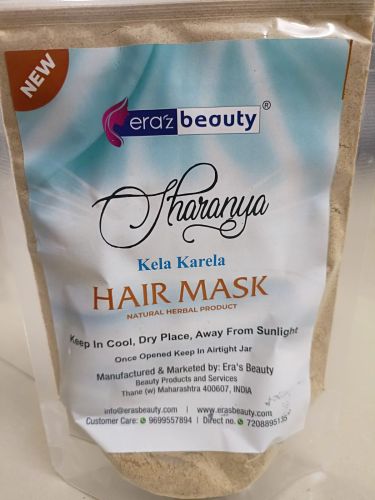 NEW
era'z beauty ®
Sharanya
Kela Karela
HAIR MASK
NATURAL HERBAL PRODUCT
Keep In Cool, Dry Place, Away From Sunlight
Once Opened Keep In Airtight Jar
Manufactured & Marketed by: Era's Beauty
Beauty Products and Services
Thane (w) Maharashtra 400607, INDIA
info@erasbeauty.com | www.erasbeauty.com
Customer Care: 9699557894 | Direct no. 7208895135